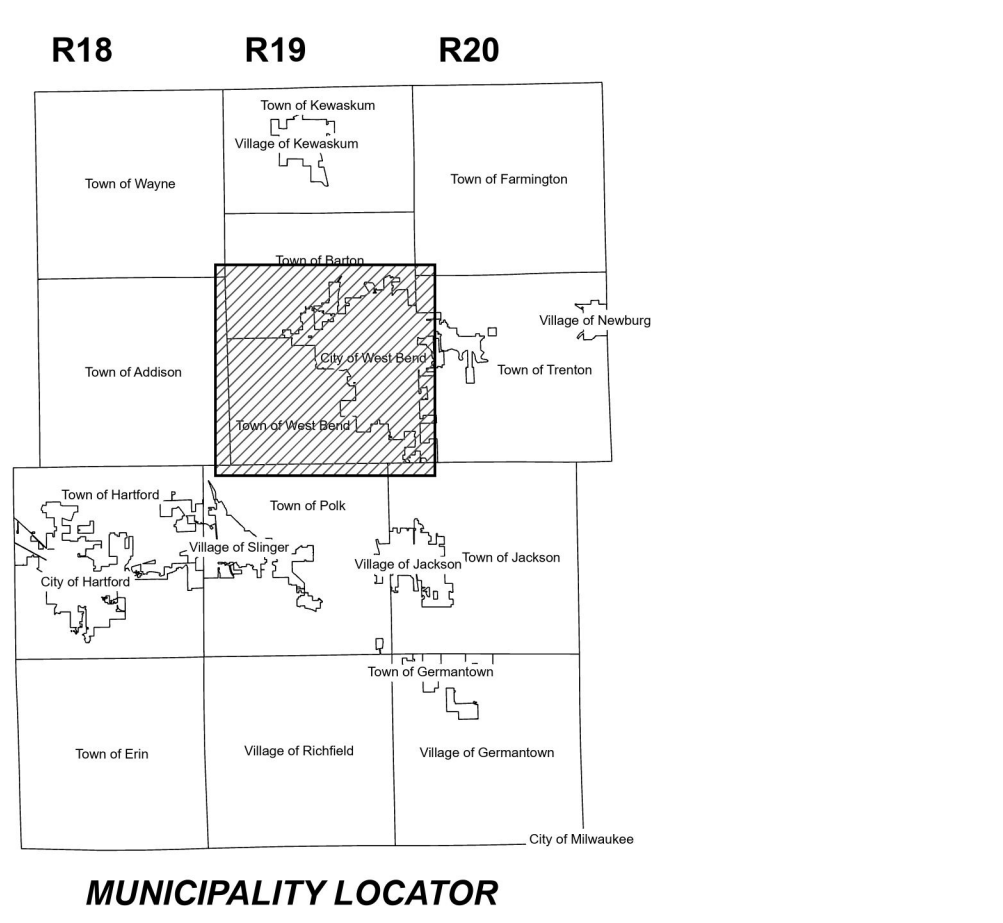 R18
R19
R20
Town of Kewaskum
Village of Kewaskum
Town of Wayne
Town of Farmington
Town of Barton
Village of Newburg
City of West Bend
Town of Addison
Town of Trenton
Town of West Bend
Town of Hartford
Town of Polk
Village of Slinger
Village of Jackson
Town of Jackson
City of Hartford
Town of Germantown
Town of Erin
Village of Richfield
Village of Germantown
City of Milwaukee
MUNICIPALITY LOCATOR